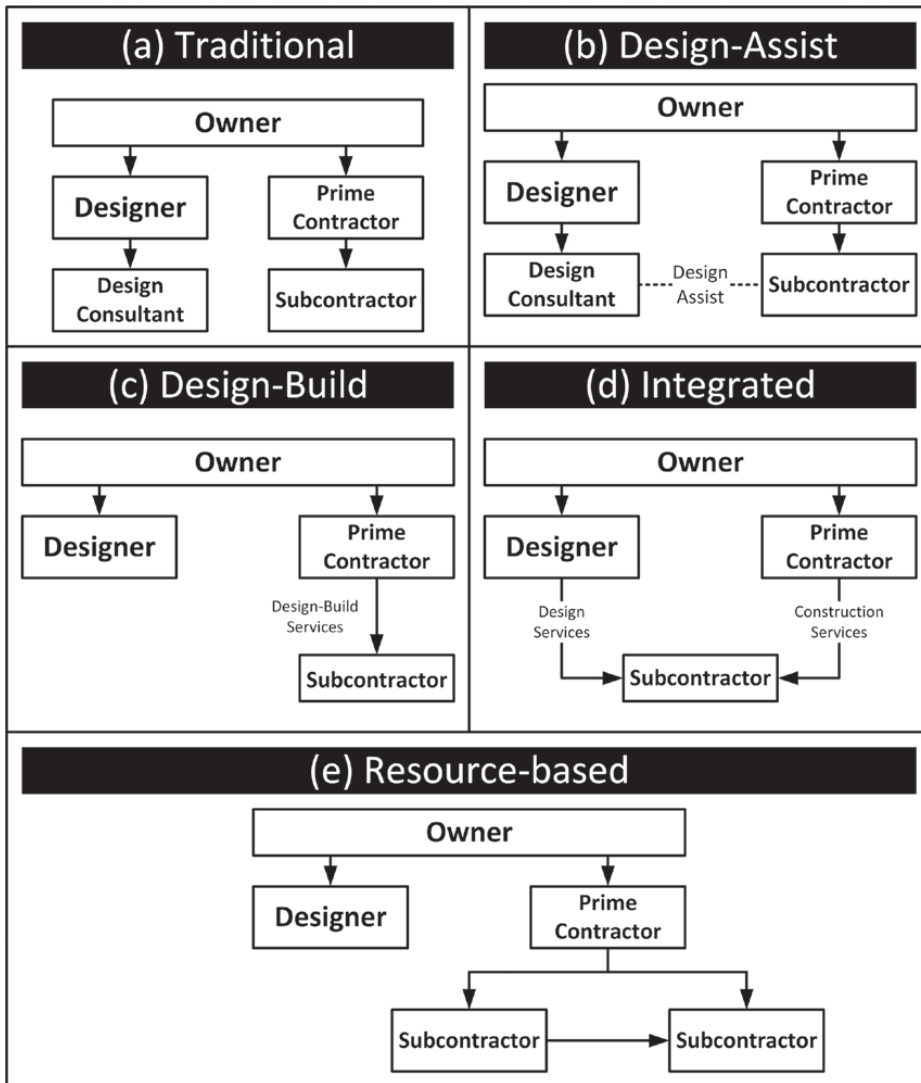 (a) Traditional
Owner
Designer
Prime
Contractor
Design
Consultant
Subcontractor
(b) Design-Assist
Owner
Designer
Prime
Contractor
Design
Consultant
Design
Assist
Subcontractor
(c) Design-Build
Owner
Designer
Prime
Contractor
Design-Build
Services
Subcontractor
(d) Integrated
Owner
Designer
Prime
Contractor
Design
Services
Construction
Services
Subcontractor
(e) Resource-based
Owner
Designer
Prime
Contractor
Subcontractor
Subcontractor